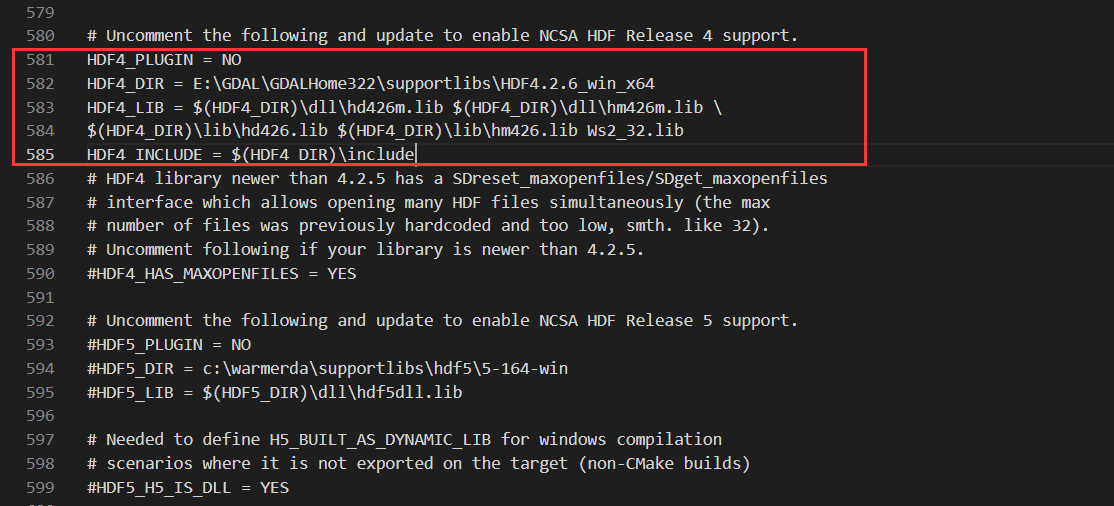 579
580 # Uncomment the following and update to enable NCSA HDF Release 4 support.
581 HDF4_PLUGIN = NO
582 HDF4_DIR = E:\GDAL\GDALHome322\supportlibs\HDF4.2.6_win_x64
583 HDF4_LIB = $(HDF4_DIR)\dll\hd426m.lib $(HDF4_DIR)\dll\hm426m.lib \
584 $(HDF4_DIR)\lib\hd426.lib $(HDF4_DIR)\lib\hm426.lib Ws2_32.lib
585 HDF4_INCLUDE = $(HDF4_DIR)\include
586 # HDF4 library newer than 4.2.5 has a SDreset_maxopenfiles/SDget_maxopenfiles
587 # interface which allows opening many HDF files simultaneously (the max
588 # number of files was previously hardcoded and too low, smth. like 32).
589 # Uncomment following if your library is newer than 4.2.5.
590 #HDF4_HAS_MAXOPENFILES = YES
591
592 # Uncomment the following and update to enable NCSA HDF Release 5 support.
593 #HDF5_PLUGIN = NO
594 #HDF5_DIR = c:\warmerda\supportlibs\hdf5\5-164-win
595 #HDF5_LIB = $(HDF5_DIR)\dll\hdf5dll.lib
596
597 # Needed to define H5_BUILT_AS_DYNAMIC_LIB for windows compilation
598 # scenarios where it is not exported on the target (non-CMake builds)
599 #HDF5_H5_IS_DLL = YES